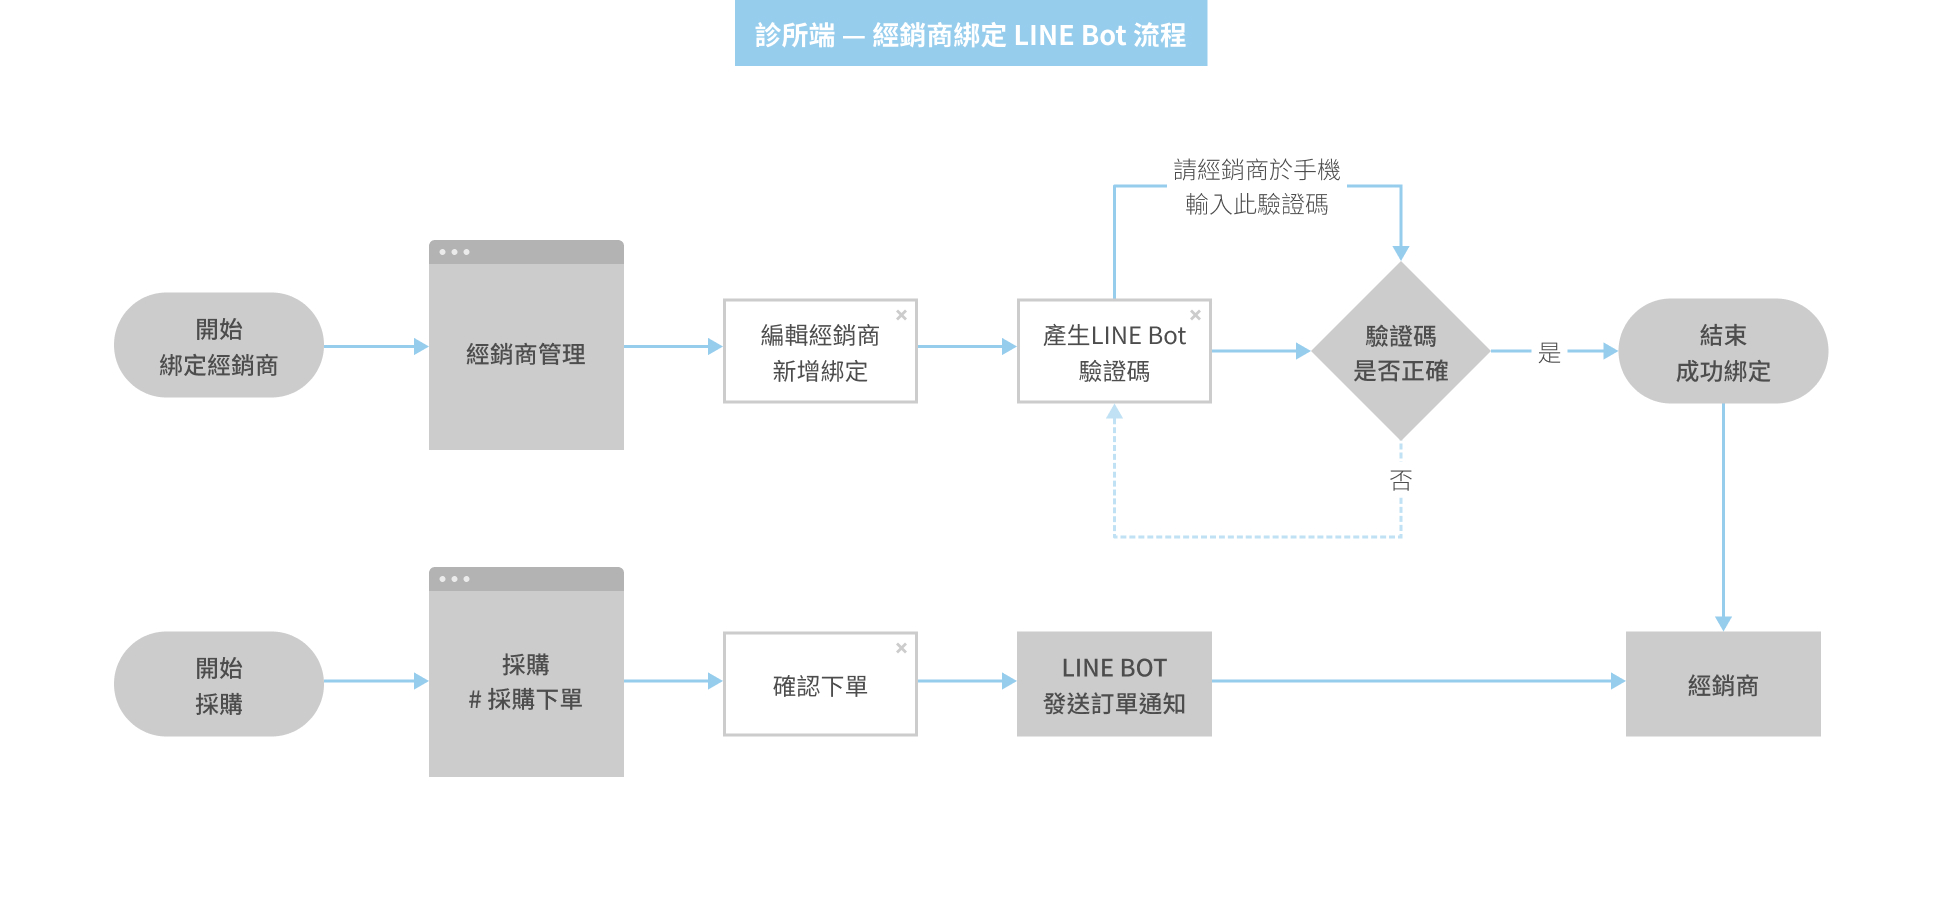 診所端 — 經銷商綁定 LINE Bot 流程
請經銷商於手機
輸入此驗證碼
開始
綁定經銷商
經銷商管理
編輯經銷商
新增綁定
產生LINE Bot
驗證碼
驗證碼
是否正確
是
結束
成功綁定
否
開始
採購
採購
# 採購下單
確認下單
LINE BOT
發送訂單通知
經銷商